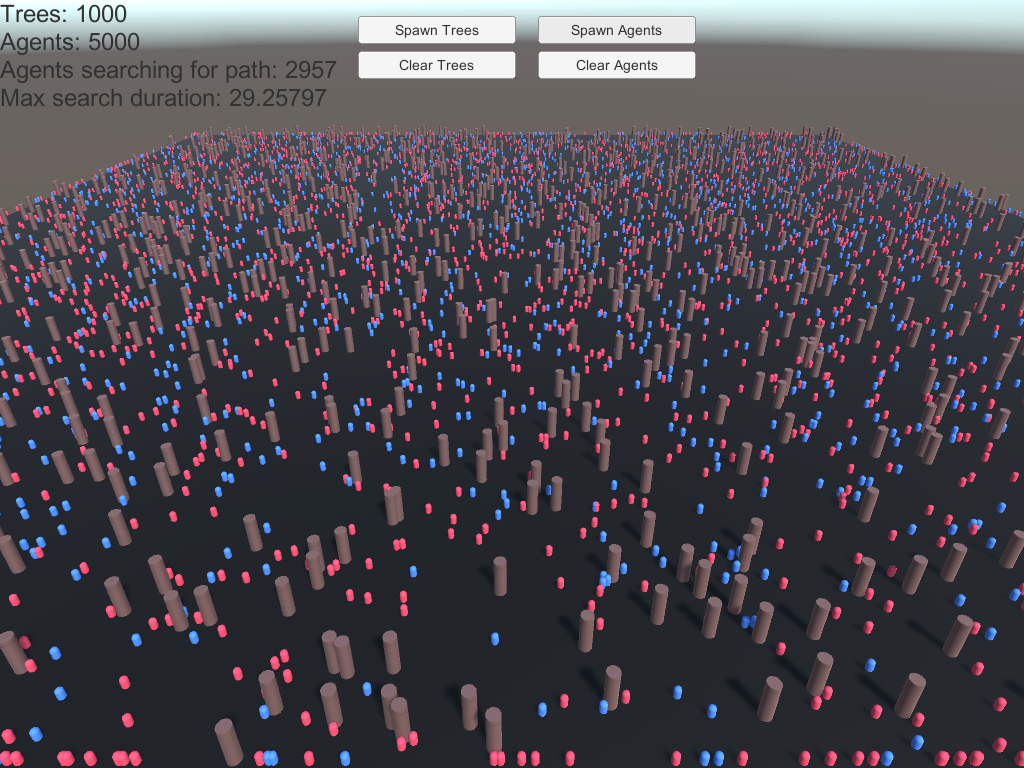 Trees: 1000
Agents: 5000
Agents searching for path: 2957
Max search duration: 29.25797
Spawn Trees
Spawn Agents
Clear Trees
Clear Agents